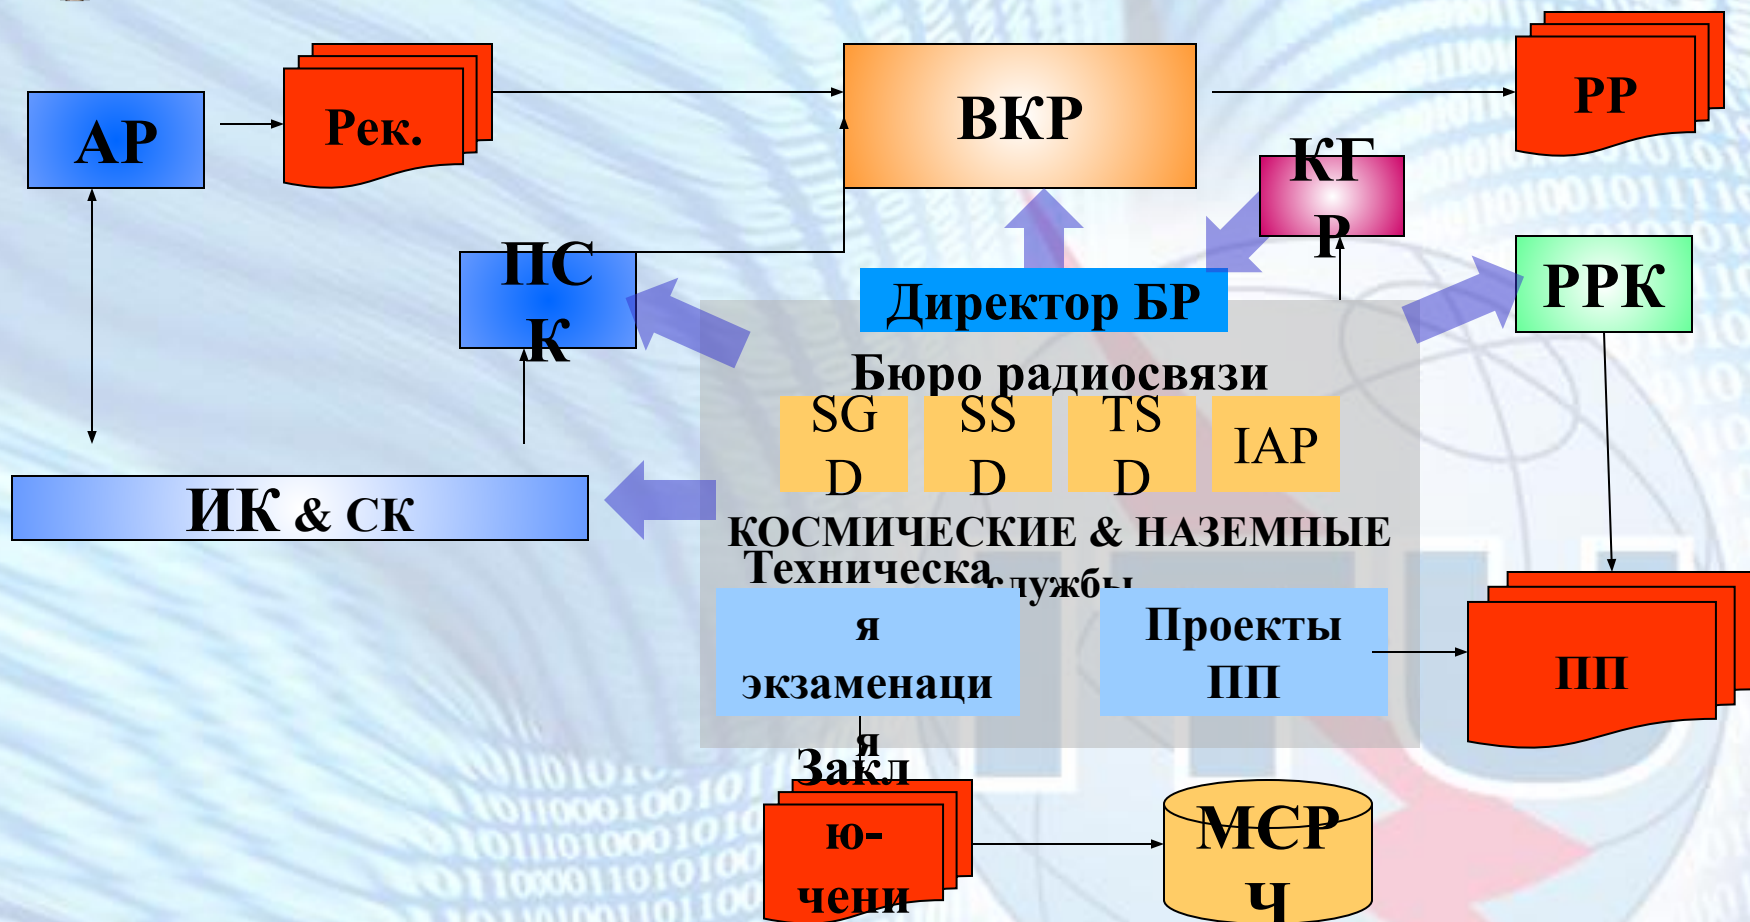 АР
Рек.
ВКР
РР
КГ
Р
ПС
К
Директор БР
РРК
Бюро радиосвязи
SG
D
SS
D
TS
D
IAP
ИК & СК
КОСМИЧЕСКИЕ & НАЗЕМНЫЕ
службы
Техническа
я
экзаменаци
я
Проекты
ПП
ПП
Закл
ю-
чени
МСР
Ч
ITU